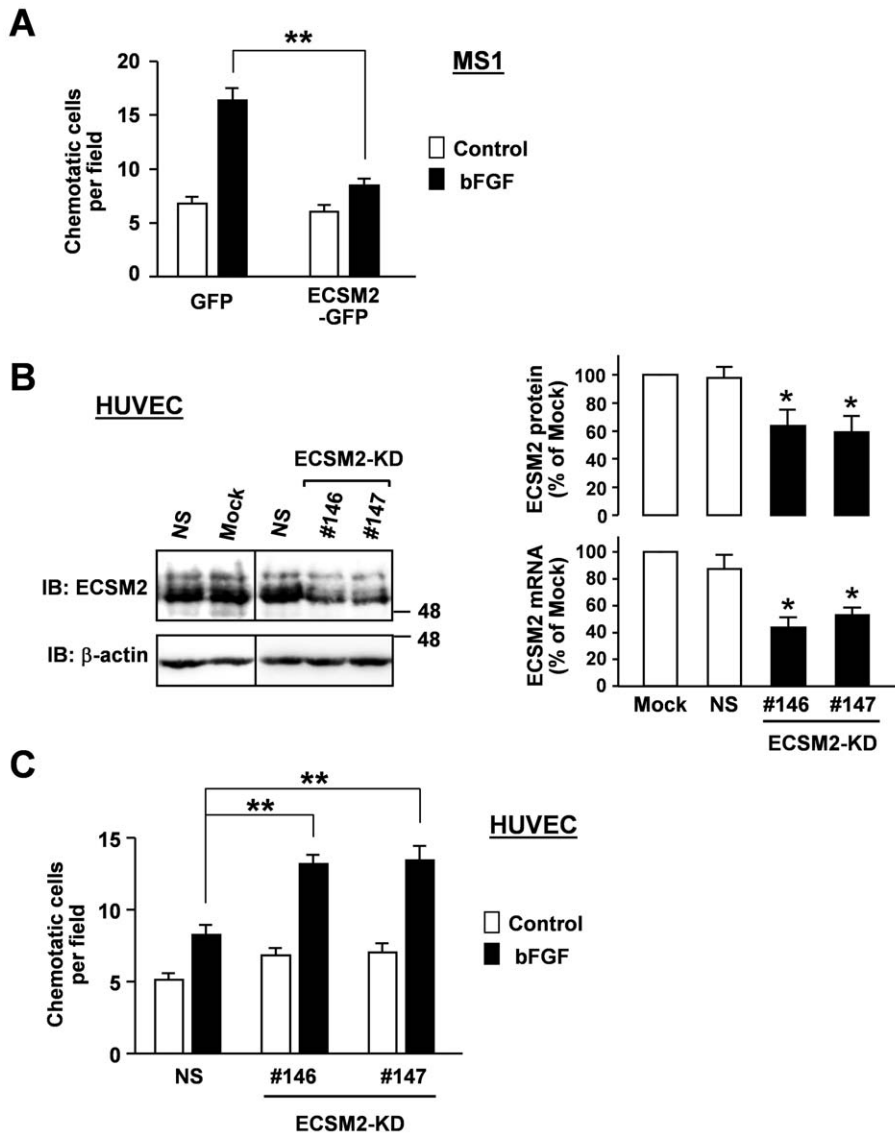 A
**
MS1
20
15
10
5
0
Chemotatic cells
per field
Control
bFGF
GFP
ECSM2
-GFP
B
HUVEC
ECSM2-KD
NS
Mock
NS
#146
#147
IB: ECSM2
48
48
IB: β-actin
ECSM2 protein
(% of Mock)
100
80
60
40
20
0
*
*
ECSM2 mRNA
(% of Mock)
100
80
60
40
20
0
*
*
Mock
NS
#146
#147
ECSM2-KD
C
**
**
HUVEC
15
10
5
0
Chemotatic cells
per field
Control
bFGF
NS
#146
#147
ECSM2-KD